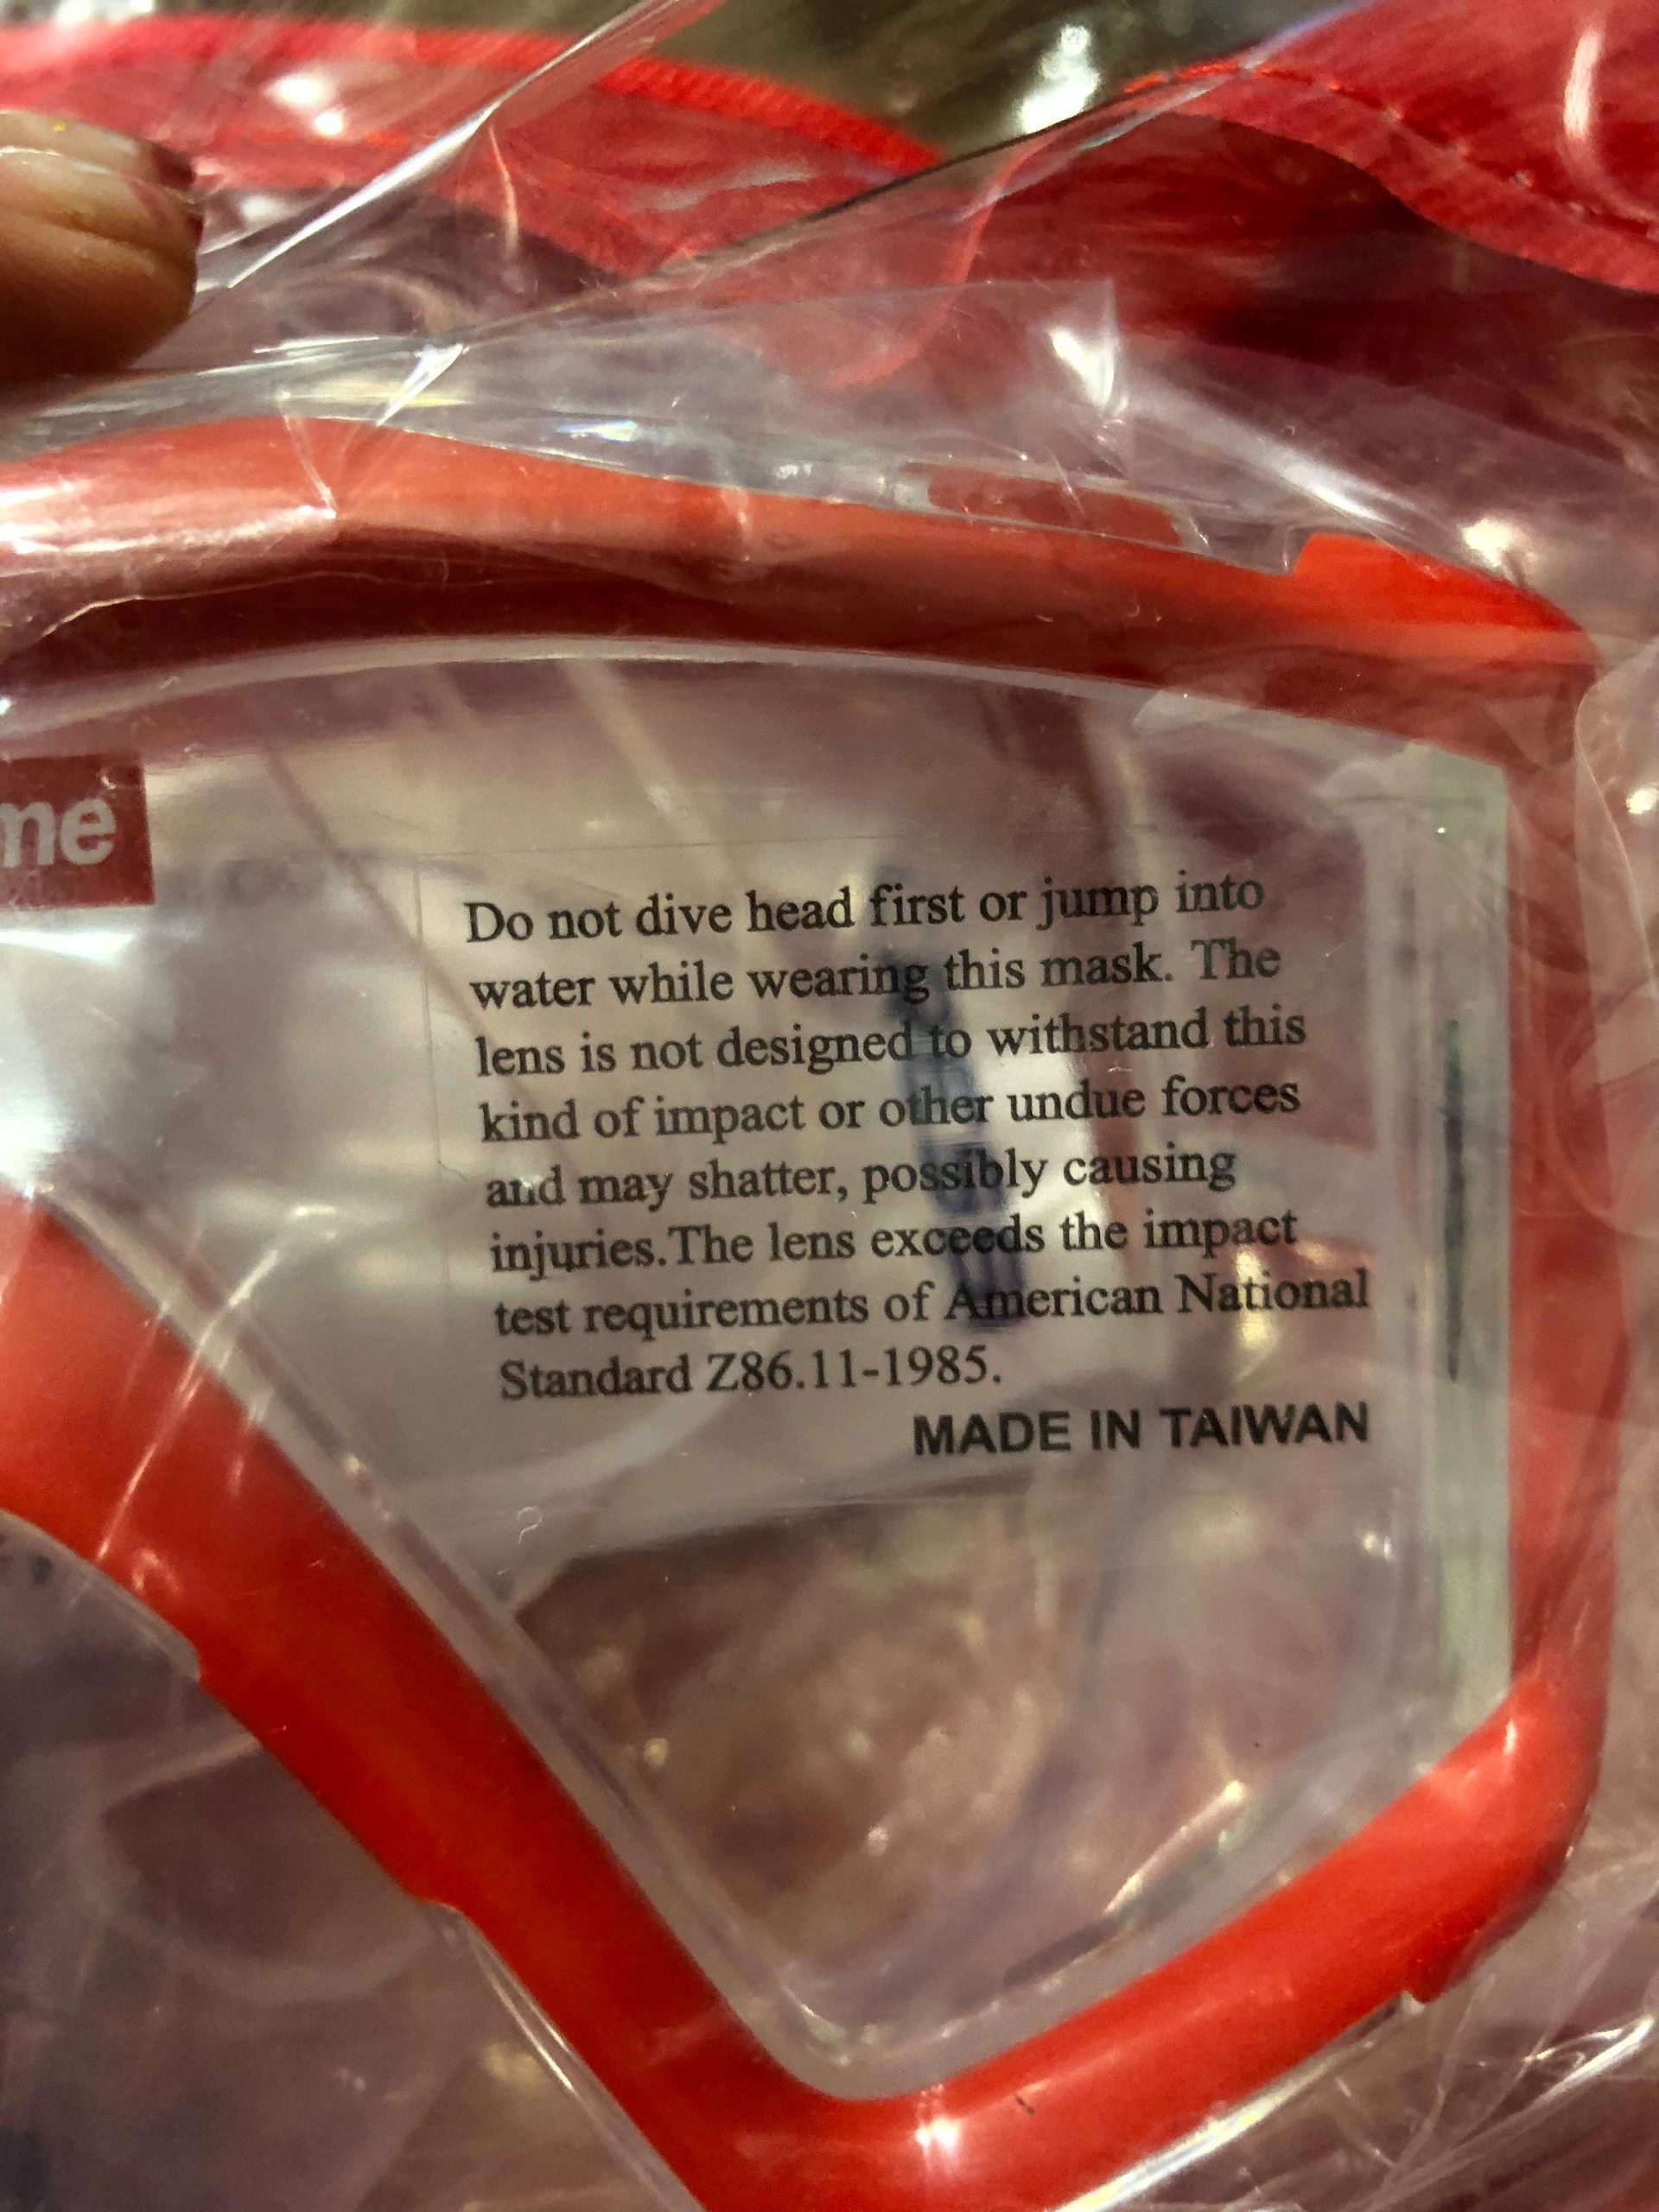 me
Do not dive head first or jump into
water while wearing this mask. The
lens is not designed to withstand this
kind of impact or other undue forces
and may shatter, possibly causing
injuries.The lens exceeds the impact
test requirements of American National
Standard Z86.11-1985.
MADE IN TAIWAN